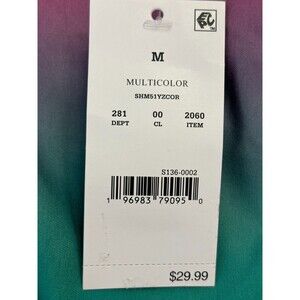 M
MULTICOLOR
SHM51YZCOR
281 00 2060
DEPT CL ITEM
S136-0002
1 96983 79095 0
$29.99